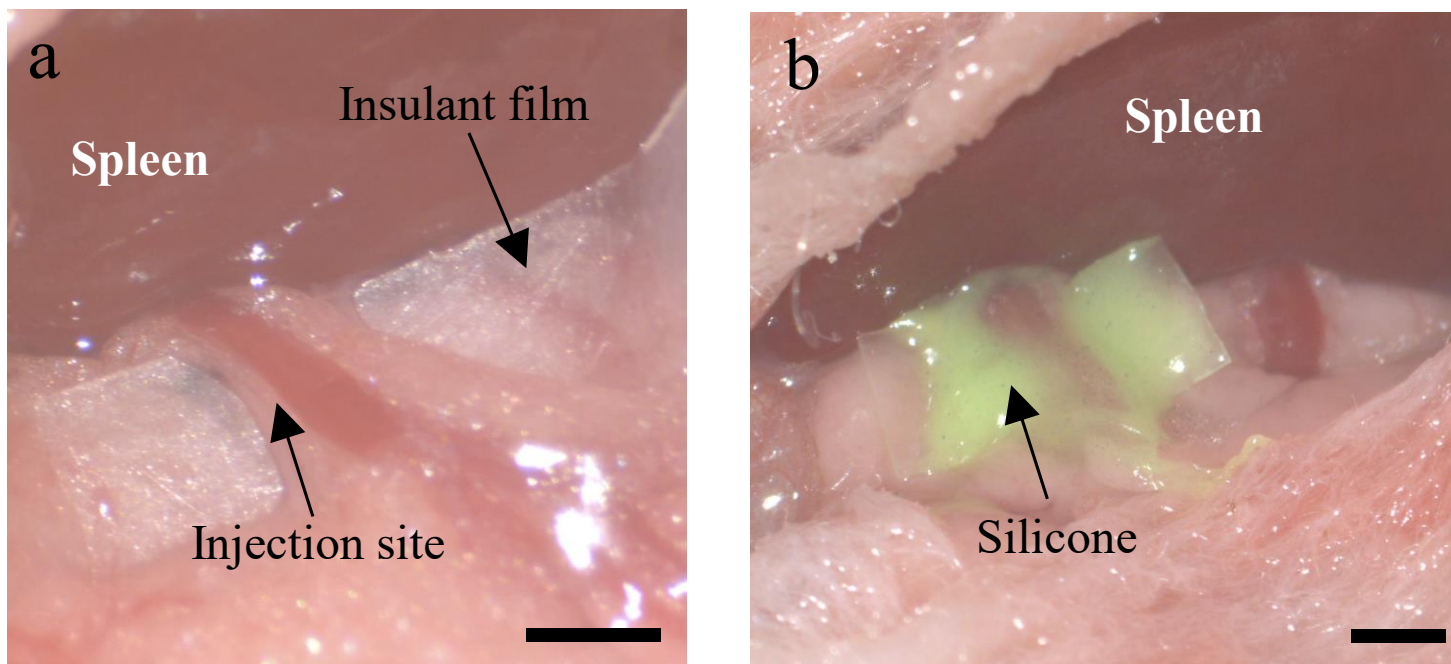 a
Insulant film
Spleen
Injection site
b
Spleen
Silicone